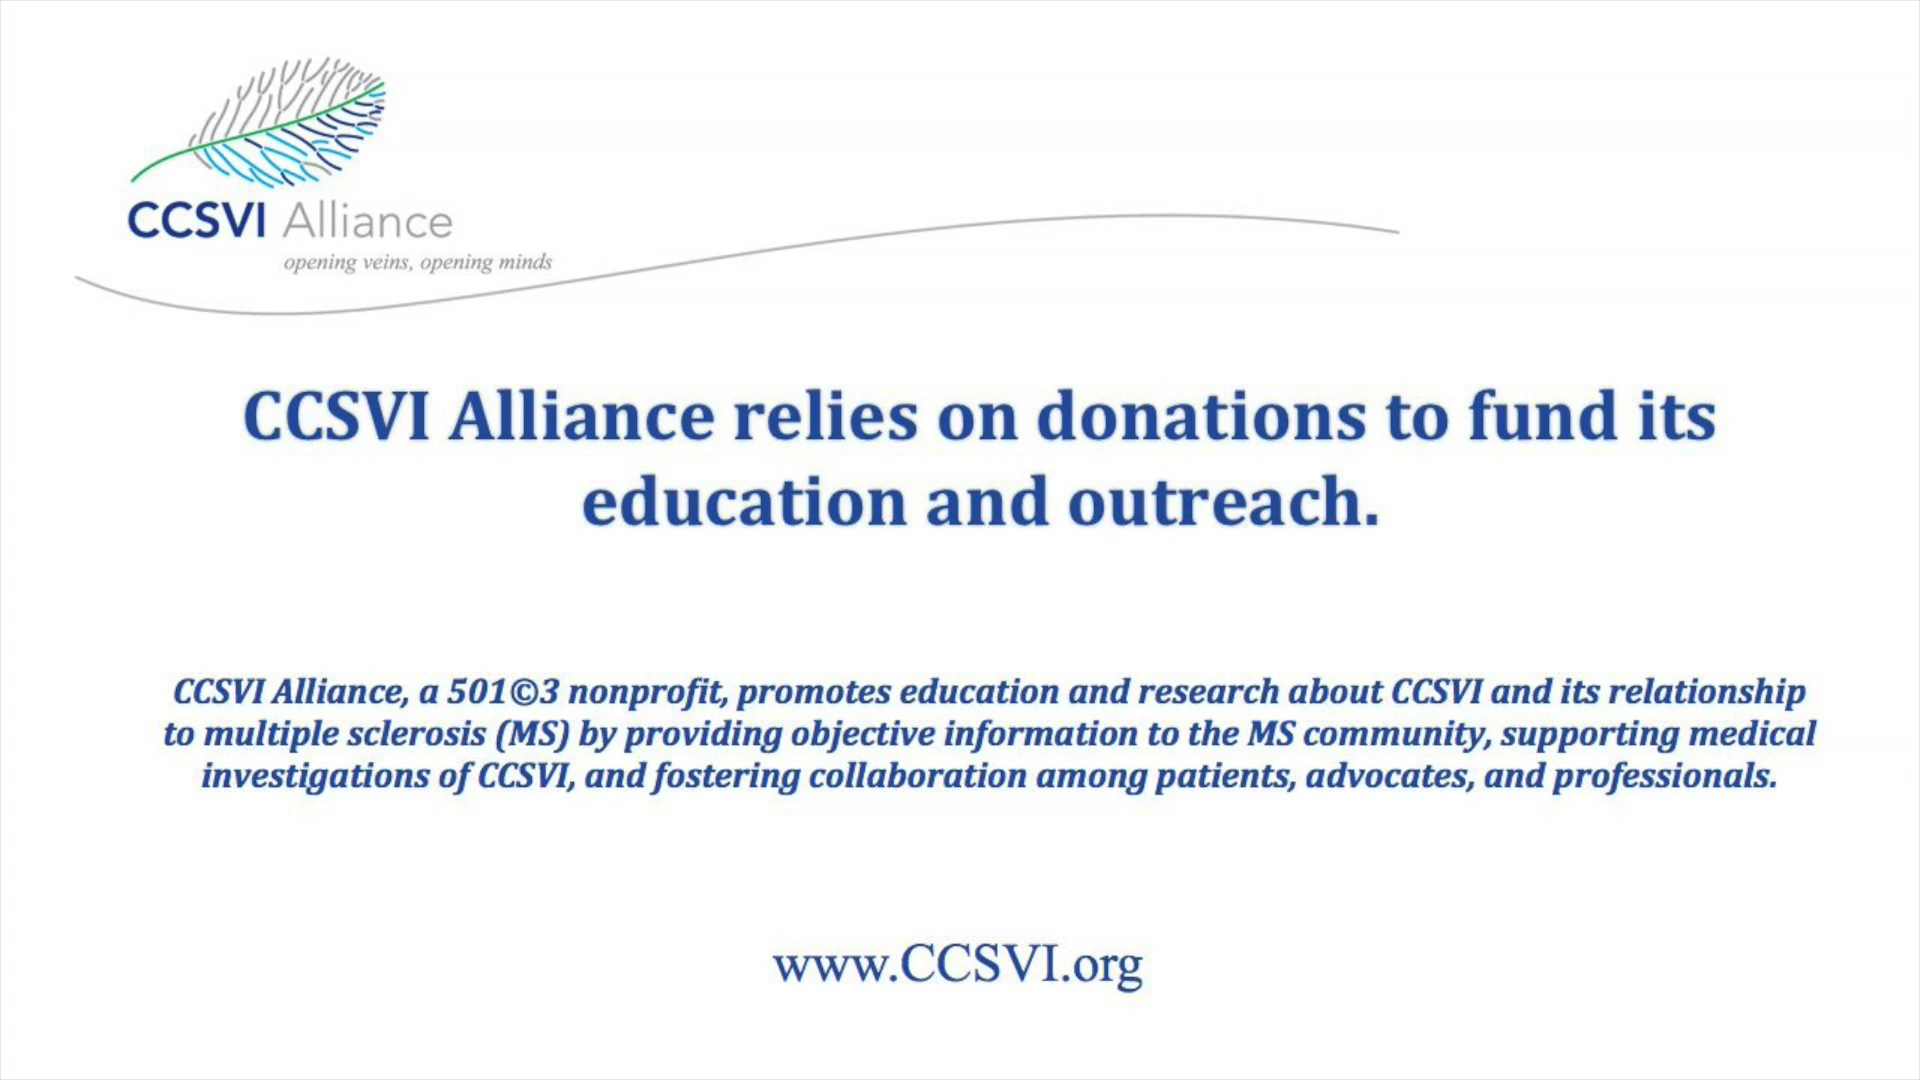 CCSVI Alliance
opening veins, opening minds
CCSVI Alliance relies on donations to fund its
education and outreach.
CCSVI Alliance, a 501©3 nonprofit, promotes education and research about CCSVI and its relationship
to multiple sclerosis (MS) by providing objective information to the MS community, supporting medical
investigations of CCSVI, and fostering collaboration among patients, advocates, and professionals.
www.CCSVI.org